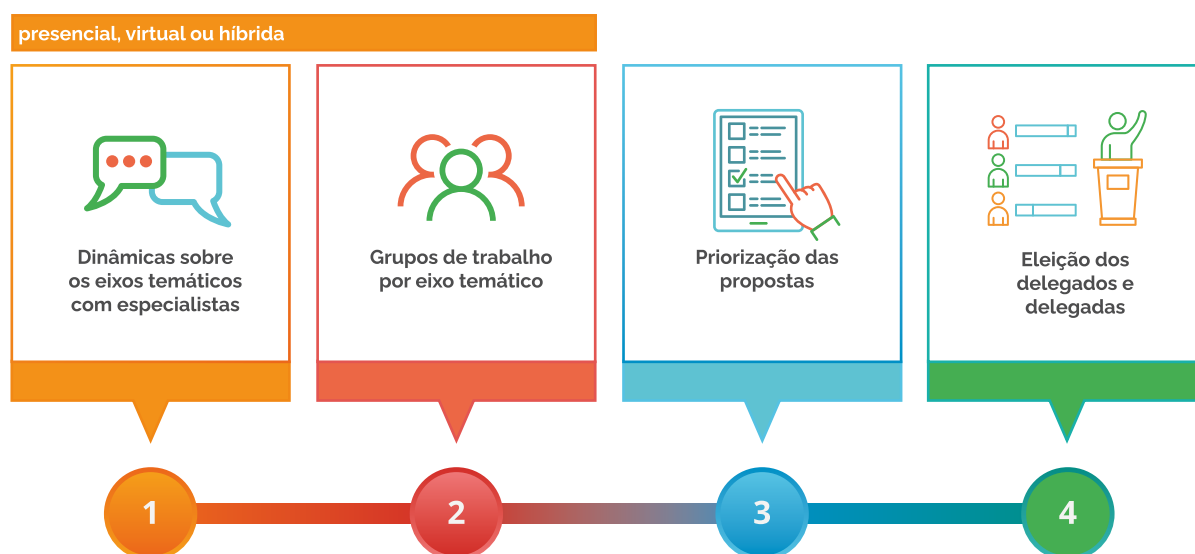 presencial, virtual ou híbrida
Dinâmicas sobre
os eixos temáticos
com especialistas
Grupos de trabalho
por eixo temático
Priorização das
propostas
Eleição dos
delegados e
delegadas
1
2
3
4